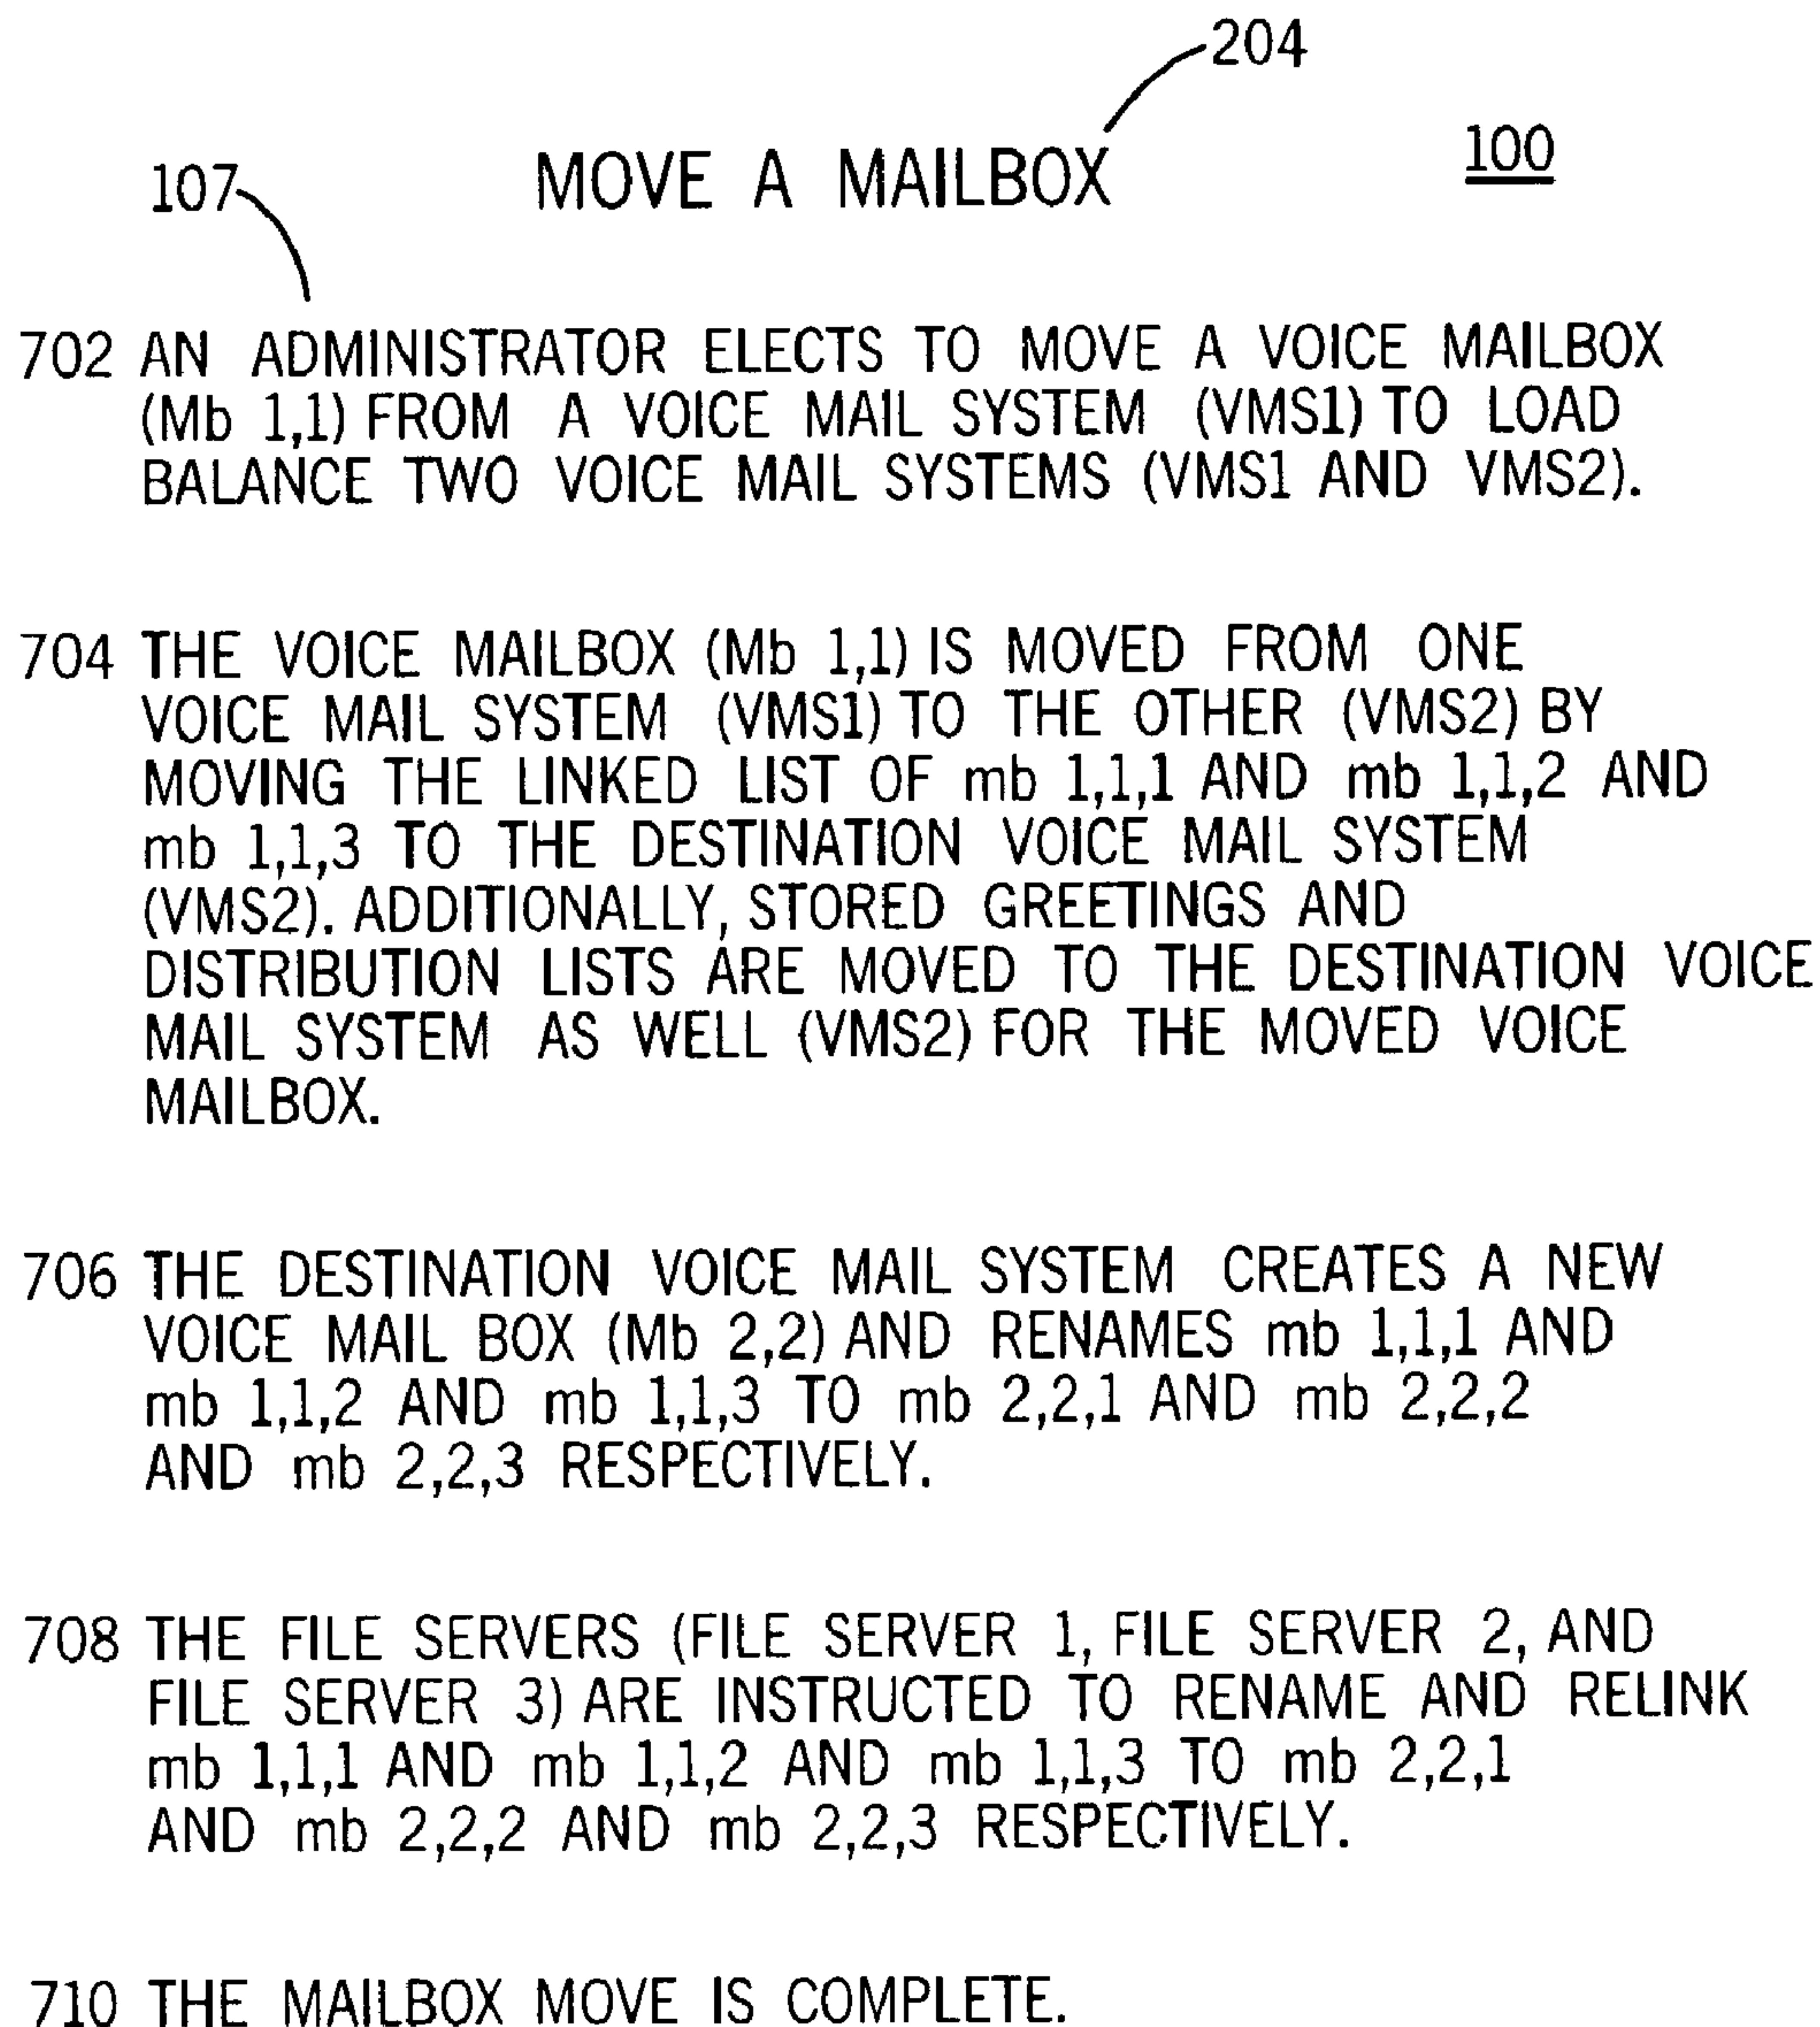 204
MOVE A MAILBOX
100
107
702 AN ADMINISTRATOR ELECTS TO MOVE A VOICE MAILBOX
(Mb 1,1) FROM A VOICE MAIL SYSTEM (VMS1) TO LOAD
BALANCE TWO VOICE MAIL SYSTEMS (VMS1 AND VMS2).
704 THE VOICE MAILBOX (Mb 1,1) IS MOVED FROM ONE
VOICE MAIL SYSTEM (VMS1) TO THE OTHER (VMS2) BY
MOVING THE LINKED LIST OF mb 1,1,1 AND mb 1,1,2 AND
mb 1,1,3 TO THE DESTINATION VOICE MAIL SYSTEM
(VMS2). ADDITIONALLY, STORED GREETINGS AND
DISTRIBUTION LISTS ARE MOVED TO THE DESTINATION VOICE
MAIL SYSTEM AS WELL (VMS2) FOR THE MOVED VOICE
MAILBOX.
706 THE DESTINATION VOICE MAIL SYSTEM CREATES A NEW
VOICE MAIL BOX (Mb 2,2) AND RENAMES mb 1,1,1 AND
mb 1,1,2 AND mb 1,1,3 TO mb 2,2,1 AND mb 2,2,2
AND mb 2,2,3 RESPECTIVELY.
708 THE FILE SERVERS (FILE SERVER 1, FILE SERVER 2, AND
FILE SERVER 3) ARE INSTRUCTED TO RENAME AND RELINK
mb 1,1,1 AND mb 1,1,2 AND mb 1,1,3 TO mb 2,2,1
AND mb 2,2,2 AND mb 2,2,3 RESPECTIVELY.
710 THE MAILBOX MOVE IS COMPLETE.